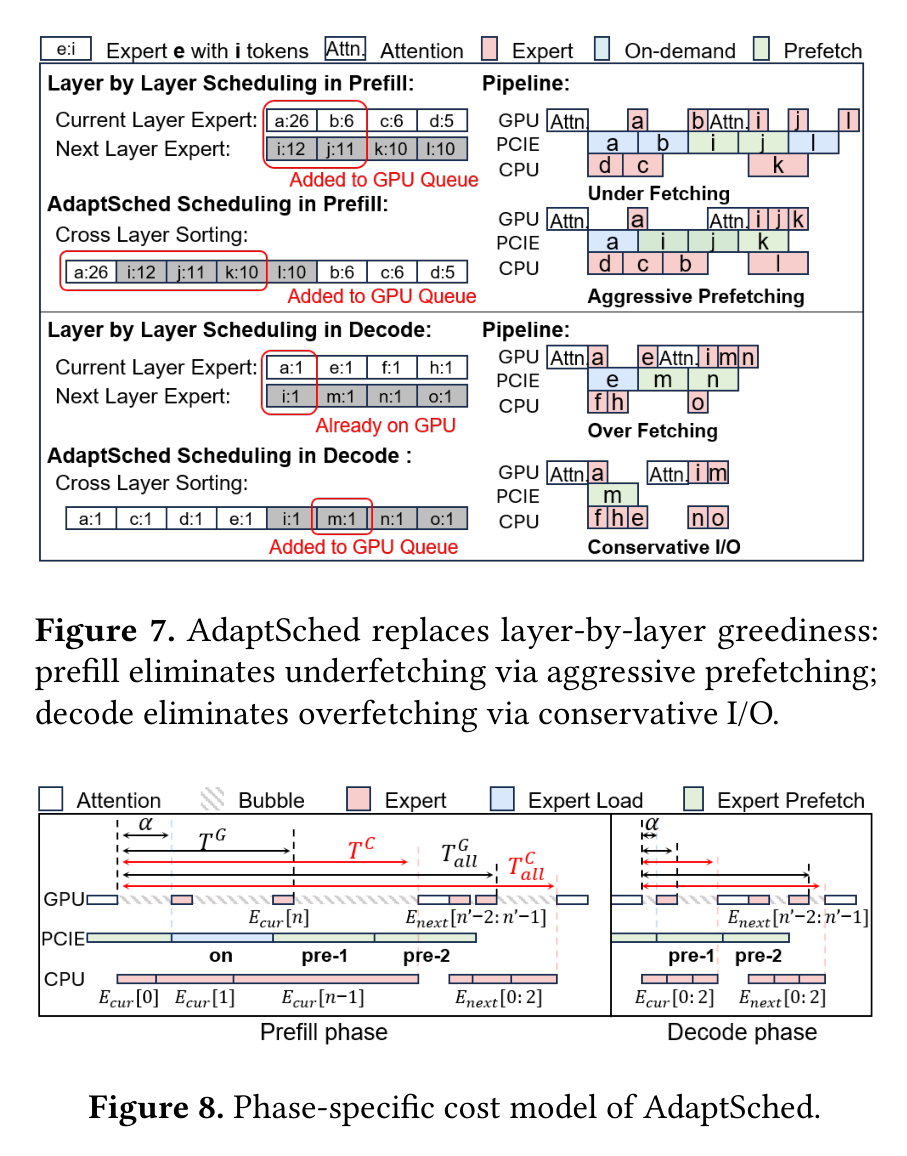 e:i Expert e with i tokens Attn. Attention Expert On-demand Prefetch
Layer by Layer Scheduling in Prefill:
Current Layer Expert: a:26 b:6 c:6 d:5
Next Layer Expert: i:12 j:11 k:10 l:10
Added to GPU Queue
AdaptSched Scheduling in Prefill:
Cross Layer Sorting:
a:26 i:12 j:11 k:10 l:10 b:6 c:6 d:5
Added to GPU Queue
Pipeline:
GPU Attn. a b Attn. i j l
PCIE a b i j l
CPU d c k
Under Fetching
GPU Attn. a Attn. i j k
PCIE a i j k
CPU d c b l
Aggressive Prefetching
Layer by Layer Scheduling in Decode:
Current Layer Expert: a:1 e:1 f:1 h:1
Next Layer Expert: i:1 m:1 n:1 o:1
Already on GPU
AdaptSched Scheduling in Decode :
Cross Layer Sorting:
a:1 c:1 d:1 e:1 i:1 m:1 n:1 o:1
Added to GPU Queue
Pipeline:
GPU Attn. a e Attn. i m n
PCIE e m n
CPU f h o
Over Fetching
GPU Attn. a Attn. i m
PCIE m
CPU f h e n o
Conservative I/O
Figure 7. AdaptSched replaces layer-by-layer greediness:
prefill eliminates underfetching via aggressive prefetching;
decode eliminates overfetching via conservative I/O.
Attention Bubble Expert Expert Load Expert Prefetch
α
T^G
T^C
T^G_all
T^C_all
GPU
E_cur[n] E_next[n'−2: n'−1]
PCIE
on pre-1 pre-2
CPU
E_cur[0] E_cur[1] E_cur[n−1] E_next[0: 2]
Prefill phase
α
E_next[n'−2: n'−1]
pre-1 pre-2
E_cur[0: 2] E_next[0: 2]
Decode phase
Figure 8. Phase-specific cost model of AdaptSched.